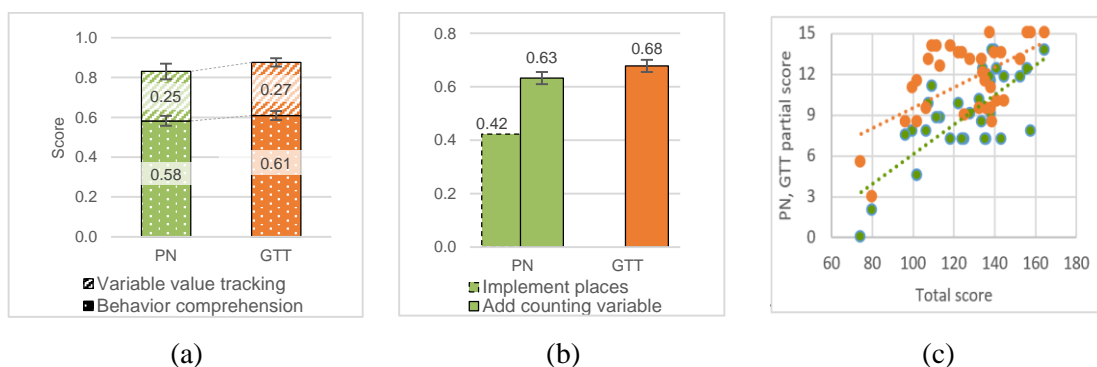 1.0
0.8
0.6
0.4
0.2
0.0
Score
0.25
0.27
0.58
0.61
PN
GTT
Variable value tracking
Behavior comprehension
(a)
0.8
0.6
0.4
0.2
0.0
0.42
0.63
0.68
PN
GTT
Implement places
Add counting variable
(b)
15
12
9
6
3
0
PN, GTT partial score
60 80 100 120 140 160 180
Total score
(c)